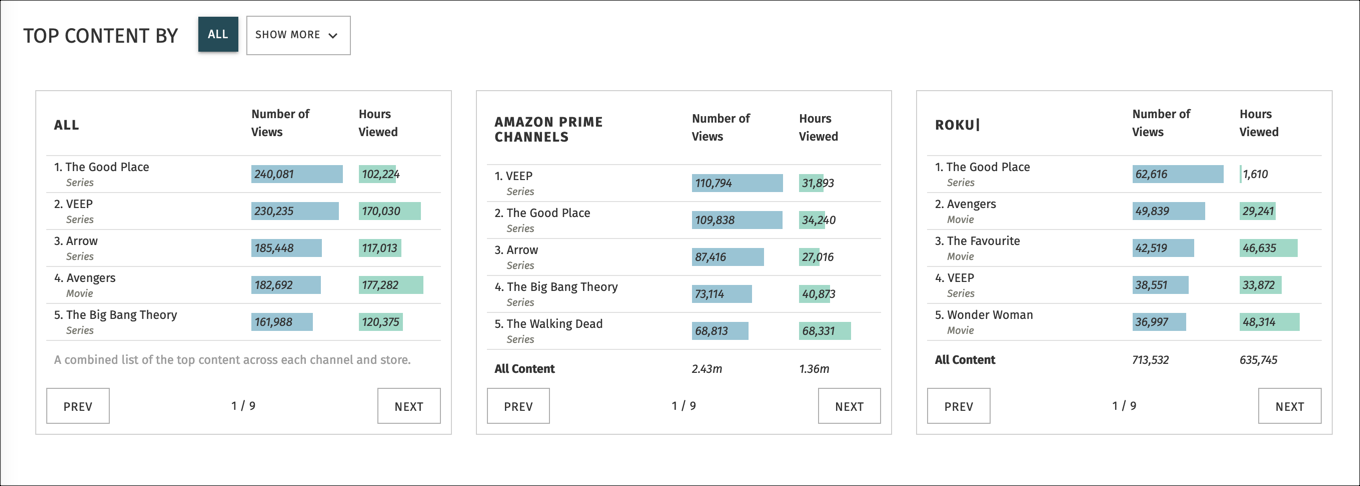 TOP CONTENT BY ALL SHOW MORE
ALL
Number of Views
Hours Viewed
1. The Good Place 240,081 102,224
Series
2. VEEP 230,235 170,030
Series
3. Arrow 185,448 117,013
Series
4. Avengers 182,692 177,282
Movie
5. The Big Bang Theory 161,988 120,375
Series
A combined list of the top content across each channel and store.
PREV 1 / 9 NEXT
AMAZON PRIME
CHANNELS
Number of Views
Hours Viewed
1. VEEP 110,794 31,893
Series
2. The Good Place 109,838 34,240
Series
3. Arrow 87,416 27,016
Series
4. The Big Bang Theory 73,114 40,873
Series
5. The Walking Dead 68,813 68,331
Series
All Content 2.43m 1.36m
PREV 1 / 9 NEXT
ROKU|
Number of Views
Hours Viewed
1. The Good Place 62,616 1,610
Series
2. Avengers 49,839 29,241
Movie
3. The Favourite 42,519 46,635
Movie
4. VEEP 38,551 33,872
Series
5. Wonder Woman 36,997 48,314
Movie
All Content 713,532 635,745
PREV 1 / 9 NEXT